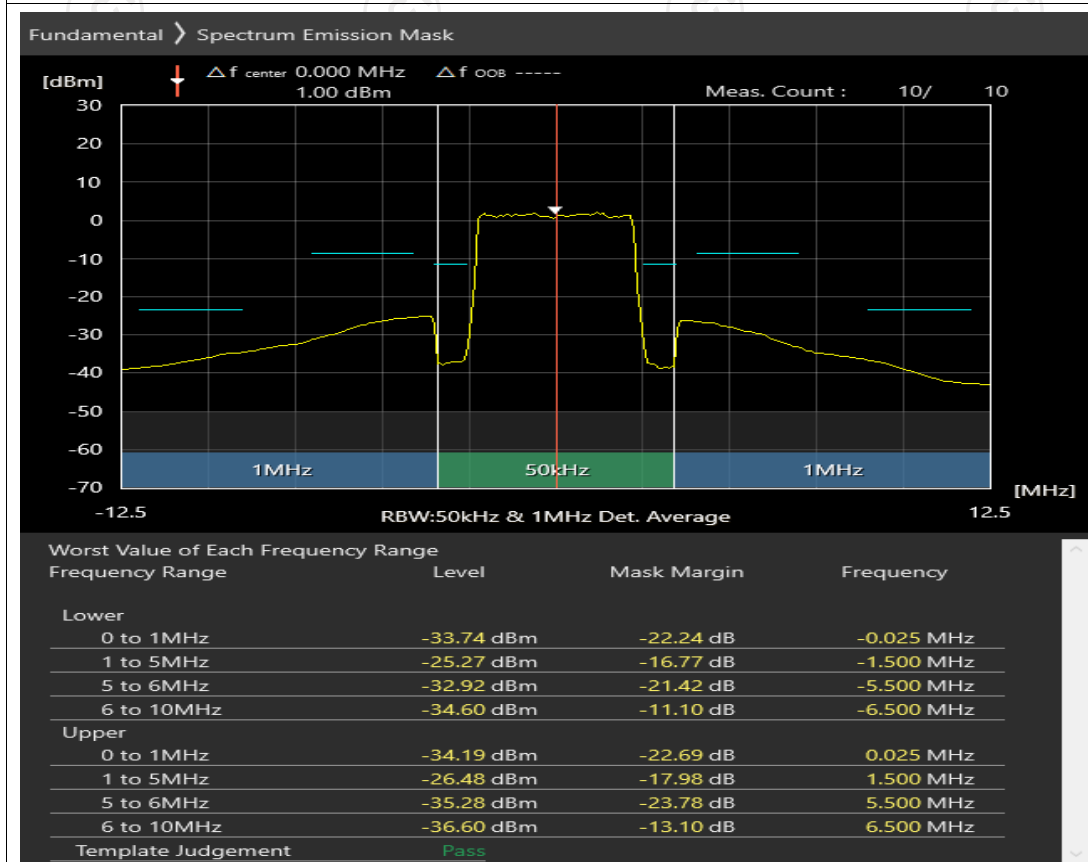 Fundamental ❯ Spectrum Emission Mask
[dBm] Δf center 0.000 MHz Δf OOB -----
1.00 dBm Meas. Count : 10/ 10
30
20
10
0
-10
-20
-30
-40
-50
-60
1MHz 50kHz 1MHz
-70
[MHz]
-12.5 RBW:50kHz & 1MHz Det. Average 12.5
Worst Value of Each Frequency Range
Frequency Range Level Mask Margin Frequency
Lower
0 to 1MHz -33.74 dBm -22.24 dB -0.025 MHz
1 to 5MHz -25.27 dBm -16.77 dB -1.500 MHz
5 to 6MHz -32.92 dBm -21.42 dB -5.500 MHz
6 to 10MHz -34.60 dBm -11.10 dB -6.500 MHz
Upper
0 to 1MHz -34.19 dBm -22.69 dB 0.025 MHz
1 to 5MHz -26.48 dBm -17.98 dB 1.500 MHz
5 to 6MHz -35.28 dBm -23.78 dB 5.500 MHz
6 to 10MHz -36.60 dBm -13.10 dB 6.500 MHz
Template Judgement Pass